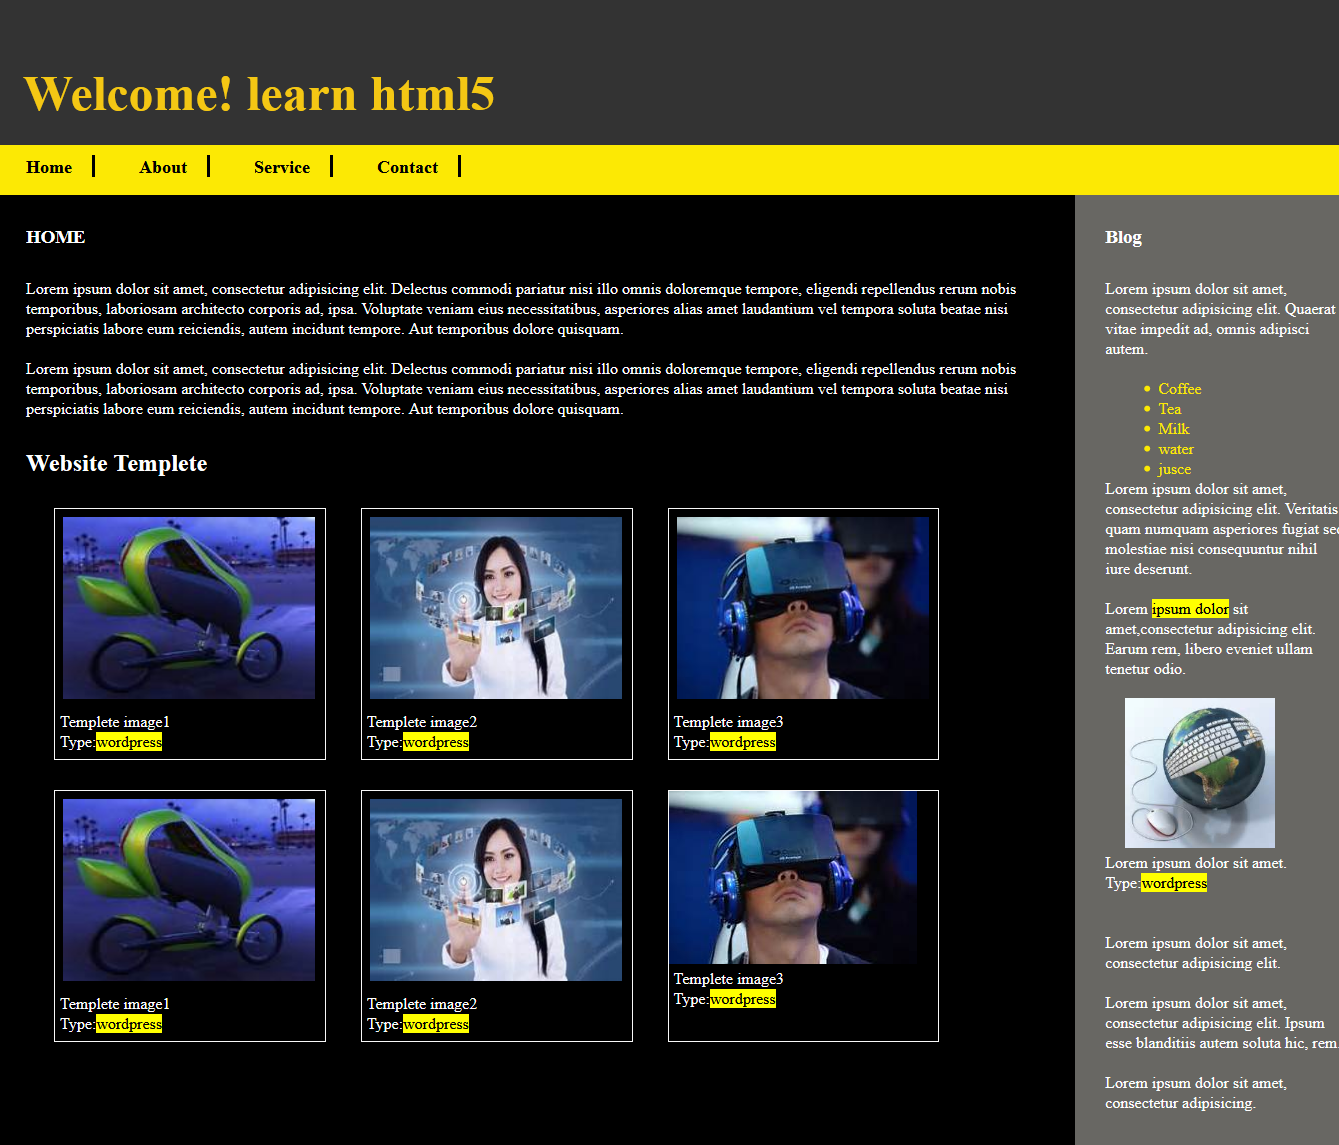 Welcome! learn html5
Home About Service Contact
HOME
Lorem ipsum dolor sit amet, consectetur adipisicing elit. Delectus commodi pariatur nisi illo omnis doloremque tempore, eligendi repellendus rerum nobis
temporibus, laboriosam architecto corporis ad, ipsa. Voluptate veniam eius necessitatibus, asperiores alias amet laudantium vel tempora soluta beatae nisi
perspiciatis labore eum reiciendis, autem incidunt tempore. Aut temporibus dolore quisquam.
Lorem ipsum dolor sit amet, consectetur adipisicing elit. Delectus commodi pariatur nisi illo omnis doloremque tempore, eligendi repellendus rerum nobis
temporibus, laboriosam architecto corporis ad, ipsa. Voluptate veniam eius necessitatibus, asperiores alias amet laudantium vel tempora soluta beatae nisi
perspiciatis labore eum reiciendis, autem incidunt tempore. Aut temporibus dolore quisquam.
Website Templete
Templete image1
Type:wordpress
Templete image2
Type:wordpress
Templete image3
Type:wordpress
Templete image1
Type:wordpress
Templete image2
Type:wordpress
Templete image3
Type:wordpress
Blog
Lorem ipsum dolor sit amet,
consectetur adipisicing elit. Quaerat
vitae impedit ad, omnis adipisci
autem.
Coffee
Tea
Milk
water
jusce
Lorem ipsum dolor sit amet,
consectetur adipisicing elit. Veritatis
quam numquam asperiores fugiat sed
molestiae nisi consequuntur nihil
iure deserunt.
Lorem ipsum dolor sit
amet,consectetur adipisicing elit.
Earum rem, libero eveniet ullam
tenetur odio.
Lorem ipsum dolor sit amet.
Type:wordpress
Lorem ipsum dolor sit amet,
consectetur adipisicing elit.
Lorem ipsum dolor sit amet,
consectetur adipisicing elit. Ipsum
esse blanditiis autem soluta hic, rem.
Lorem ipsum dolor sit amet,
consectetur adipisicing.